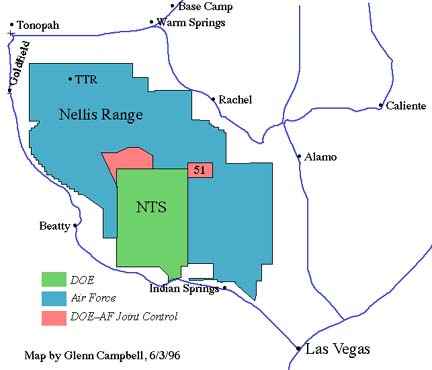 Base Camp
Tonopah
Warm Springs
Goldfield
TTR
Rachel
Caliente
Nellis Range
Alamo
51
NTS
Beatty
DOE
Indian Springs
Air Force
DOE-AF Joint Control
Las Vegas
Map by Glenn Campbell, 6/3/96